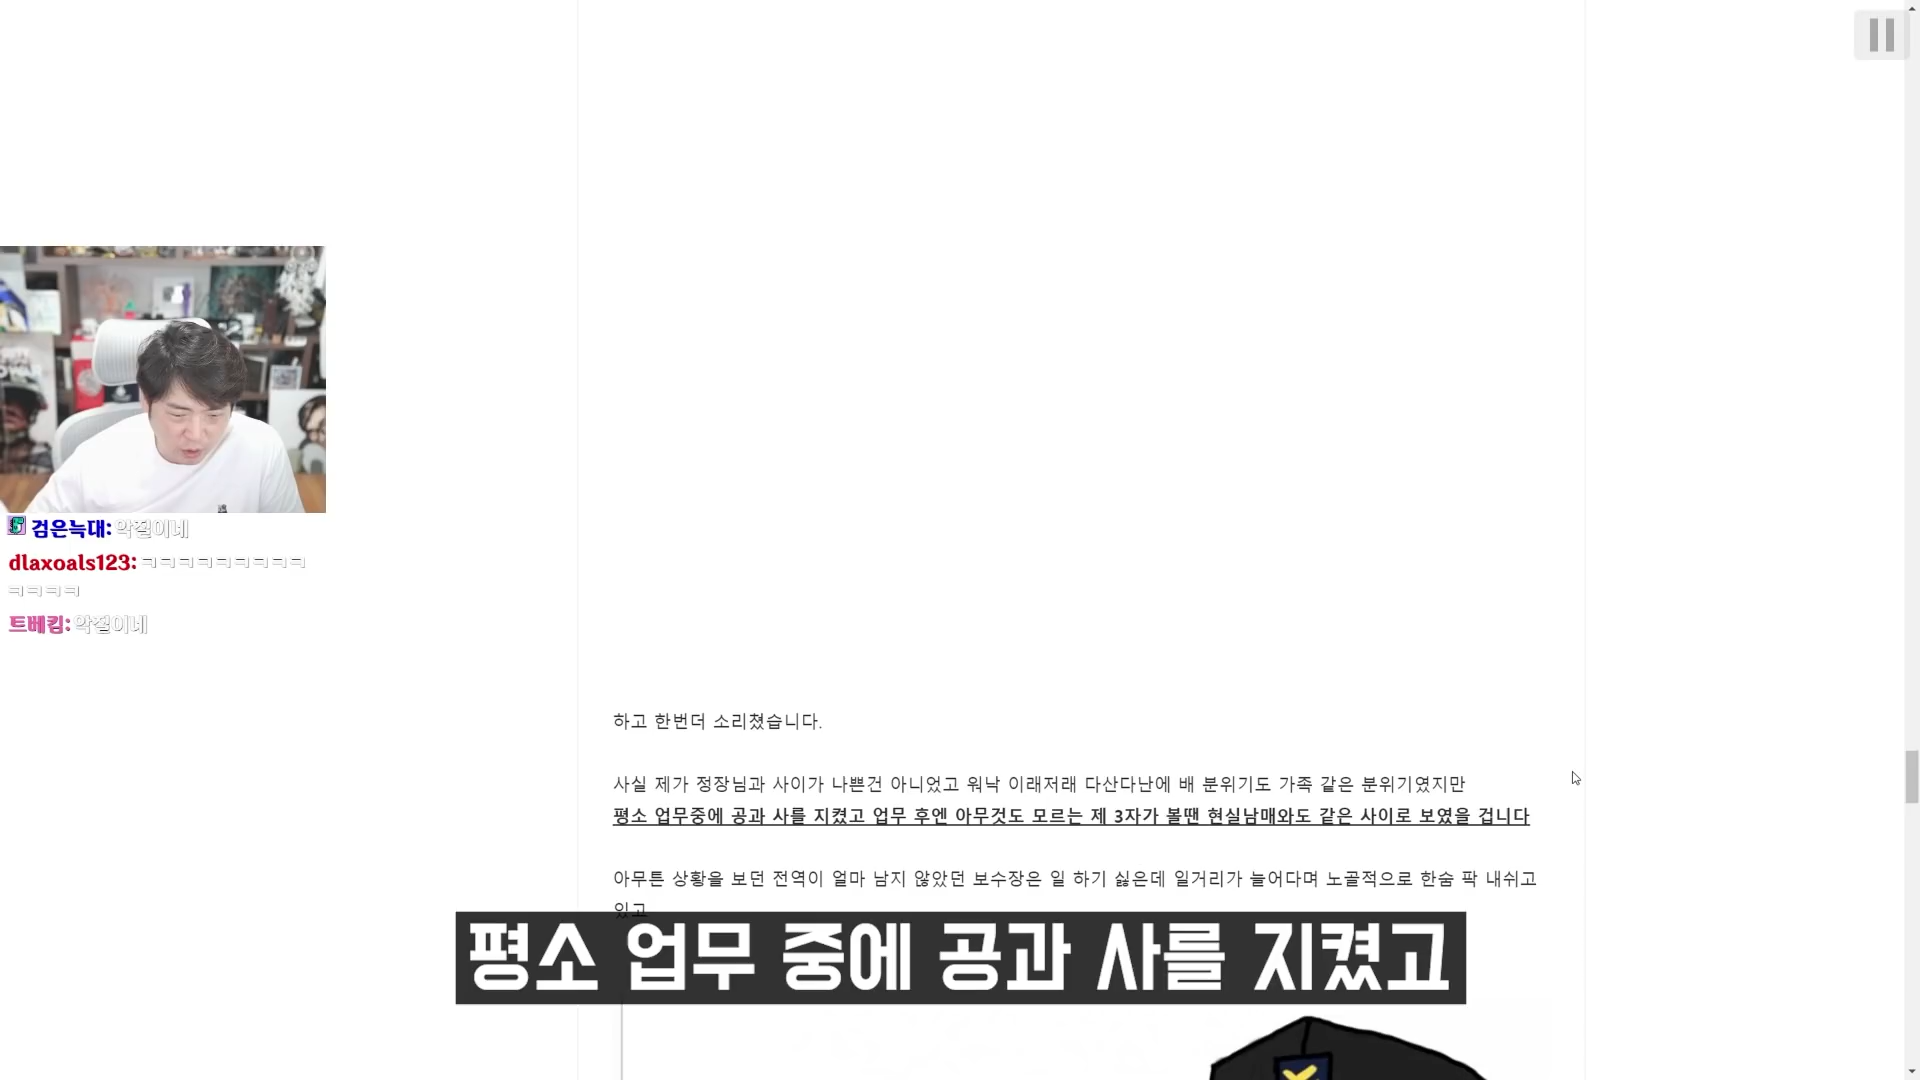 검은늑대: 악질이네
dlaxoals123: ㅋㅋㅋㅋㅋㅋㅋㅋㅋ
ㅋㅋㅋㅋ
트베킹: 악질이네
하고 한번더 소리쳤습니다.
사실 제가 정장님과 사이가 나쁜건 아니었고 워낙 이래저래 다산다난에 배 분위기도 가족 같은 분위기였지만
평소 업무중에 공과 사를 지켰고 업무 후엔 아무것도 모르는 제 3자가 볼땐 현실남매와도 같은 사이로 보였을 겁니다
아무튼 상황을 보던 전역이 얼마 남지 않았던 보수장은 일 하기 싫은데 일거리가 늘어다며 노골적으로 한숨 팍 내쉬고
있고
평소 업무 중에 공과 사를 지켰고